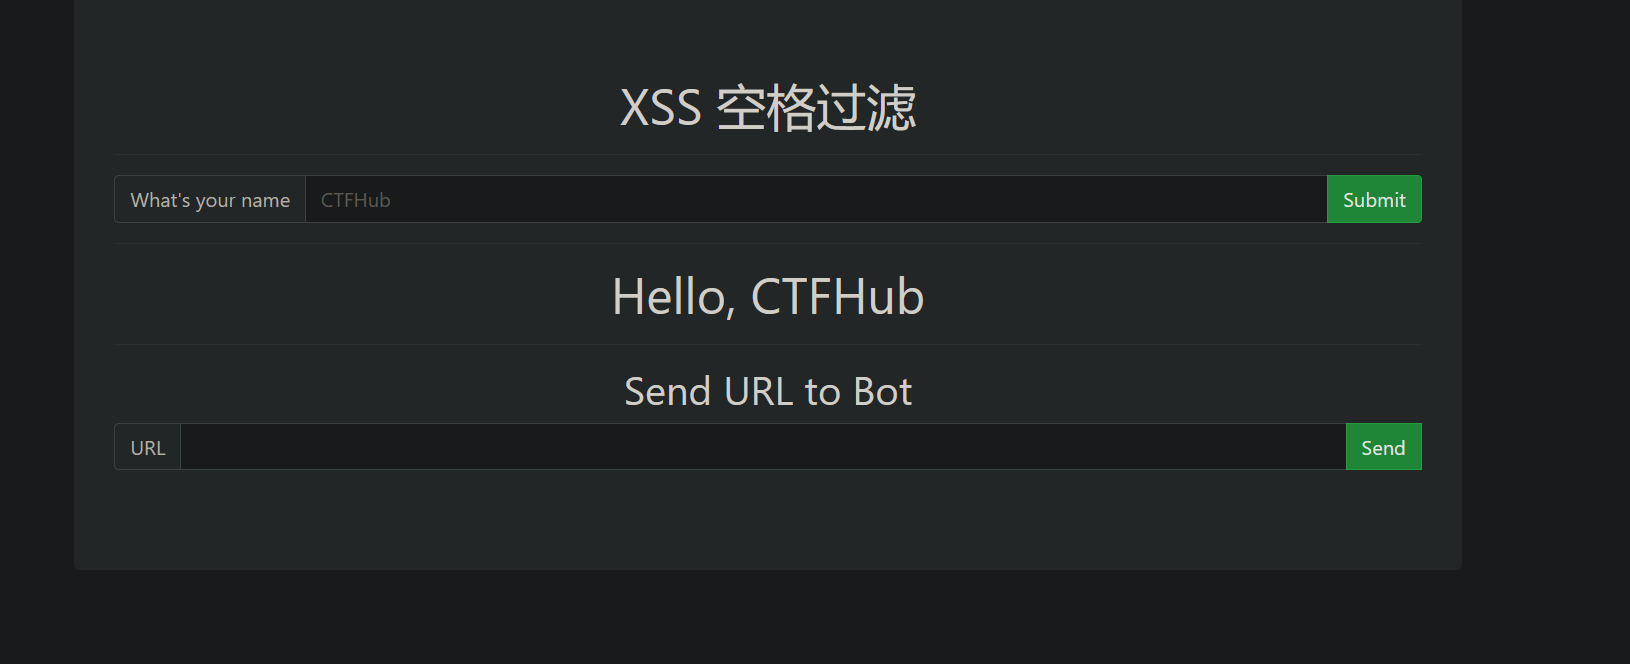 XSS 空格过滤
What's your name CTFHub Submit
Hello, CTFHub
Send URL to Bot
URL Send